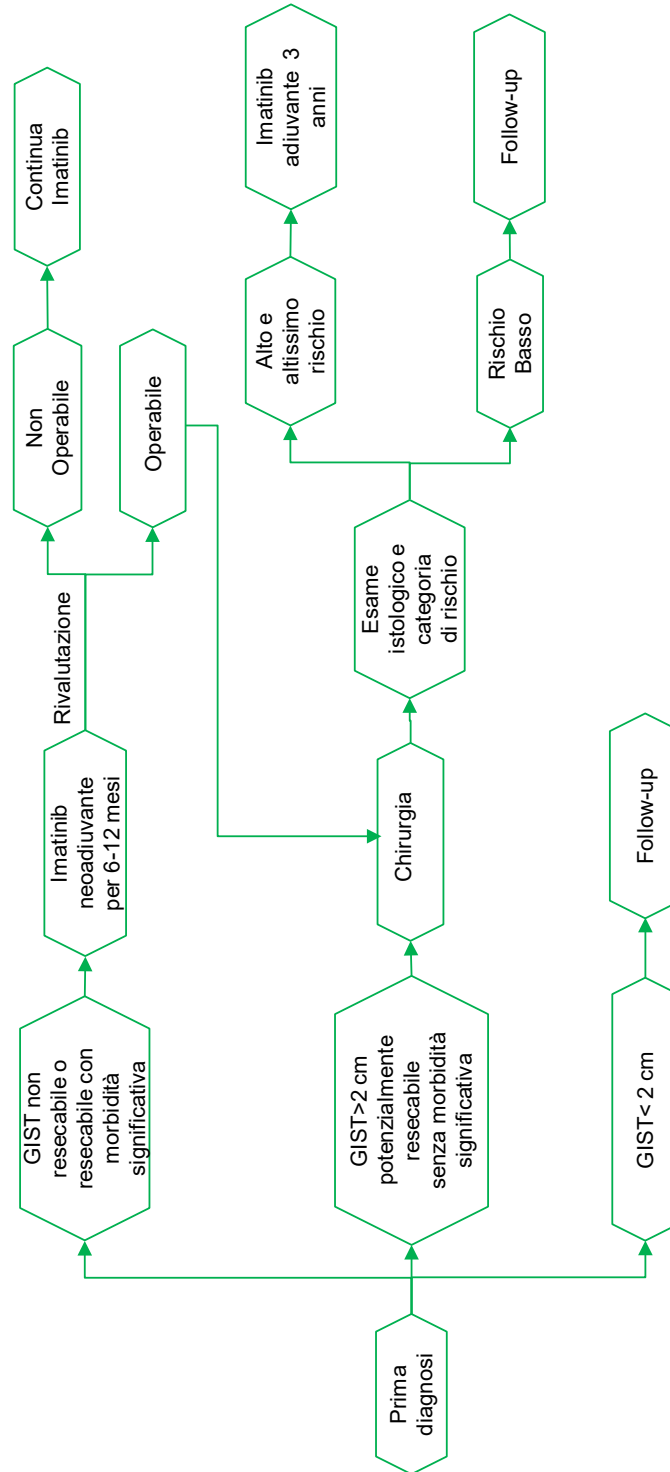 Prima
diagnosi
GIST non
resecabile o
resecabile con
morbidità
significativa
Imatinib
neoadiuvante
per 6-12 mesi
Rivalutazione
Non
Operabile
Continua
Imatinib
Operabile
GIST>2 cm
potenzialmente
resecabile
senza morbidità
significativa
Chirurgia
Esame
istologico e
categoria
di rischio
Alto e
altissimo
rischio
Imatinib
adiuvante 3
anni
Rischio
Basso
Follow-up
GIST< 2 cm
Follow-up